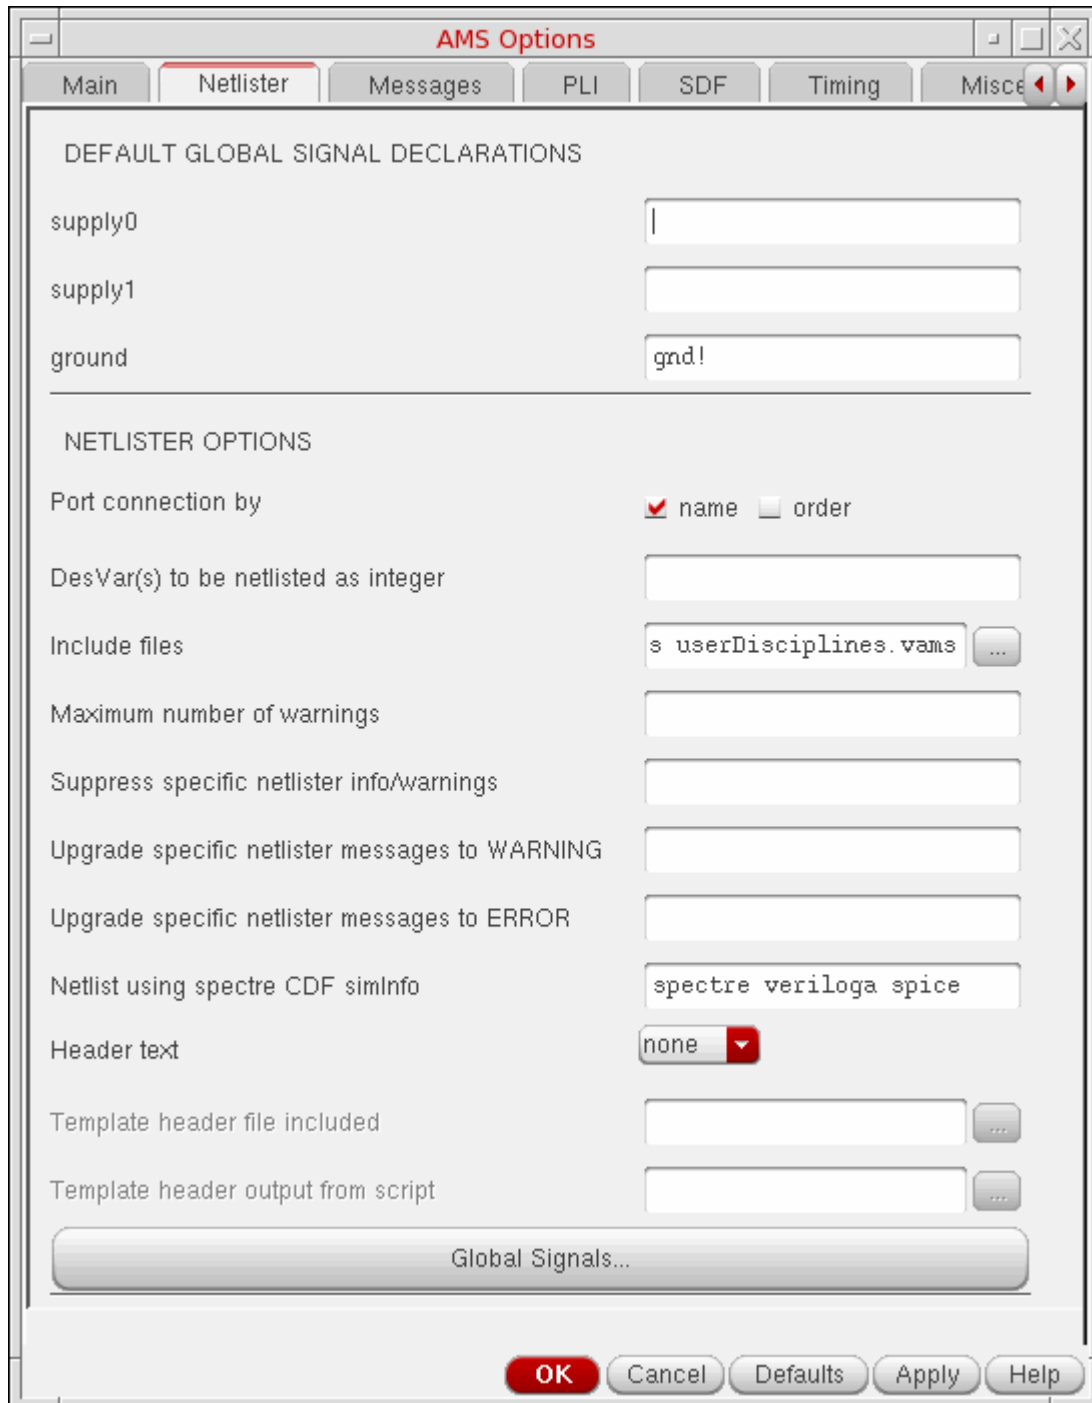 AMS Options
Main Netlister Messages PLI SDF Timing Misce
DEFAULT GLOBAL SIGNAL DECLARATIONS
supply0
supply1
ground gnd!
NETLISTER OPTIONS
Port connection by name order
DesVar(s) to be netlisted as integer
Include files s userDisciplines.vams ...
Maximum number of warnings
Suppress specific netlister info/warnings
Upgrade specific netlister messages to WARNING
Upgrade specific netlister messages to ERROR
Netlist using spectre CDF simInfo spectre veriloga spice
Header text none
Template header file included ...
Template header output from script ...
Global Signals...
OK Cancel Defaults Apply Help